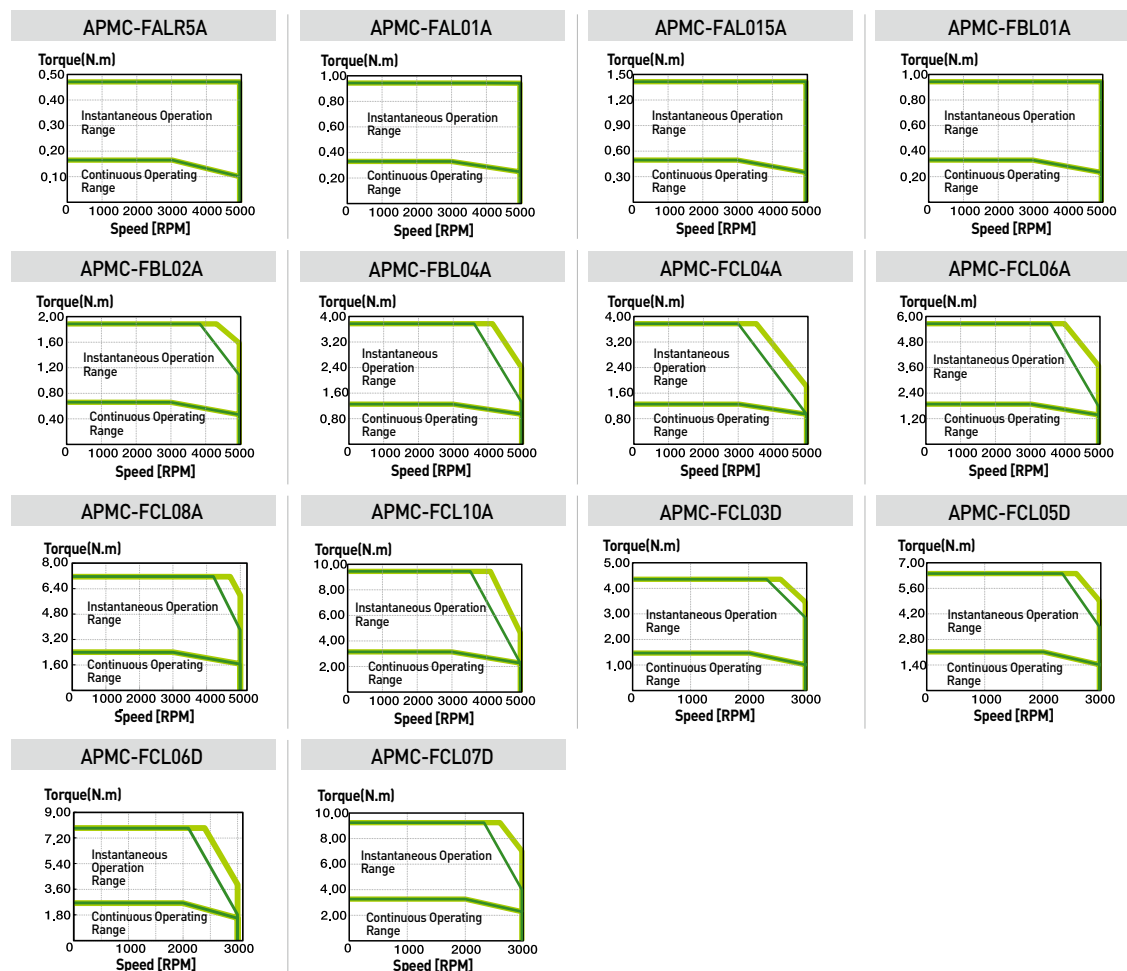 APMC-FALR5A
Torque(N.m)
0,50
0,40
0,30
0,20
0,10
Instantaneous Operation
Range
Continuous Operating
Range
0 1000 2000 3000 4000 5000
Speed [RPM]
APMC-FAL01A
Torque(N.m)
1,00
0,80
0,60
0,40
0,20
Instantaneous Operation
Range
Continuous Operating
Range
0 1000 2000 3000 4000 5000
Speed [RPM]
APMC-FAL015A
Torque(N.m)
1,50
1,20
0,90
0,60
0,30
Instantaneous Operation
Range
Continuous Operating
Range
0 1000 2000 3000 4000 5000
Speed [RPM]
APMC-FBL01A
Torque(N.m)
1,00
0,80
0,60
0,40
0,20
Instantaneous Operation
Range
Continuous Operating
Range
0 1000 2000 3000 4000 5000
Speed [RPM]
APMC-FBL02A
Torque(N.m)
2,00
1,60
1,20
0,80
0,40
Instantaneous Operation
Range
Continuous Operating
Range
0 1000 2000 3000 4000 5000
Speed [RPM]
APMC-FBL04A
Torque(N.m)
4,00
3,20
2,40
1,60
0,80
Instantaneous
Operation
Range
Continuous Operating
Range
0 1000 2000 3000 4000 5000
Speed [RPM]
APMC-FCL04A
Torque(N.m)
4,00
3,20
2,40
1,60
0,80
Instantaneous
Operation
Range
Continuous Operating
Range
0 1000 2000 3000 4000 5000
Speed [RPM]
APMC-FCL06A
Torque(N.m)
6,00
4,80
3,60
2,40
1,20
Instantaneous Operation
Range
Continuous Operating
Range
0 1000 2000 3000 4000 5000
Speed [RPM]
APMC-FCL08A
Torque(N.m)
8,00
6,40
4,80
3,20
1,60
Instantaneous Operation
Range
Continuous Operating
Range
0 1000 2000 3000 4000 5000
Speed [RPM]
APMC-FCL10A
Torque(N.m)
10,00
8,00
6,00
4,00
2,00
Instantaneous Operation
Range
Continuous Operating
Range
0 1000 2000 3000 4000 5000
Speed [RPM]
APMC-FCL03D
Torque(N.m)
5,00
4,00
3,00
2,00
1,00
Instantaneous Operation
Range
Continuous Operating
Range
0 1000 2000 3000
Speed [RPM]
APMC-FCL05D
Torque(N.m)
7,00
5,60
4,20
2,80
1,40
Instantaneous Operation
Range
Continuous Operating
Range
0 1000 2000 3000
Speed [RPM]
APMC-FCL06D
Torque(N.m)
9,00
7,20
5,40
3,60
1,80
Instantaneous
Operation
Range
Continuous Operating
Range
0 1000 2000 3000
Speed [RPM]
APMC-FCL07D
Torque(N.m)
10,00
8,00
6,00
4,00
2,00
Instantaneous Operation
Range
Continuous Operating
Range
0 1000 2000 3000
Speed [RPM]